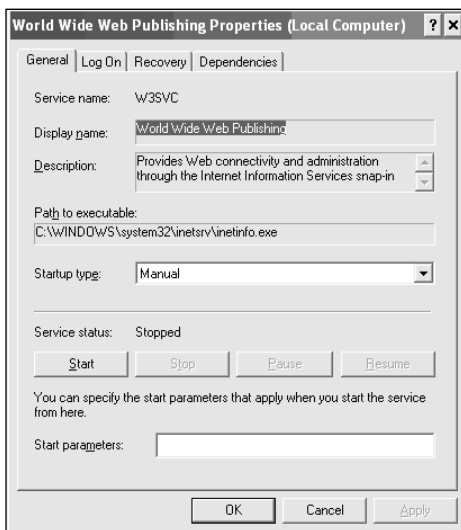 World Wide Web Publishing Properties (Local Computer) ? ×
General Log On Recovery Dependencies
Service name: W3SVC
Display name: World Wide Web Publishing
Description: Provides Web connectivity and administration
through the Internet Information Services snap-in
Path to executable:
C:\WINDOWS\system32\inetsrv\inetinfo.exe
Startup type: Manual
Service status: Stopped
Start Stop Pause Resume
You can specify the start parameters that apply when you start the service
from here.
Start parameters:
OK Cancel Apply